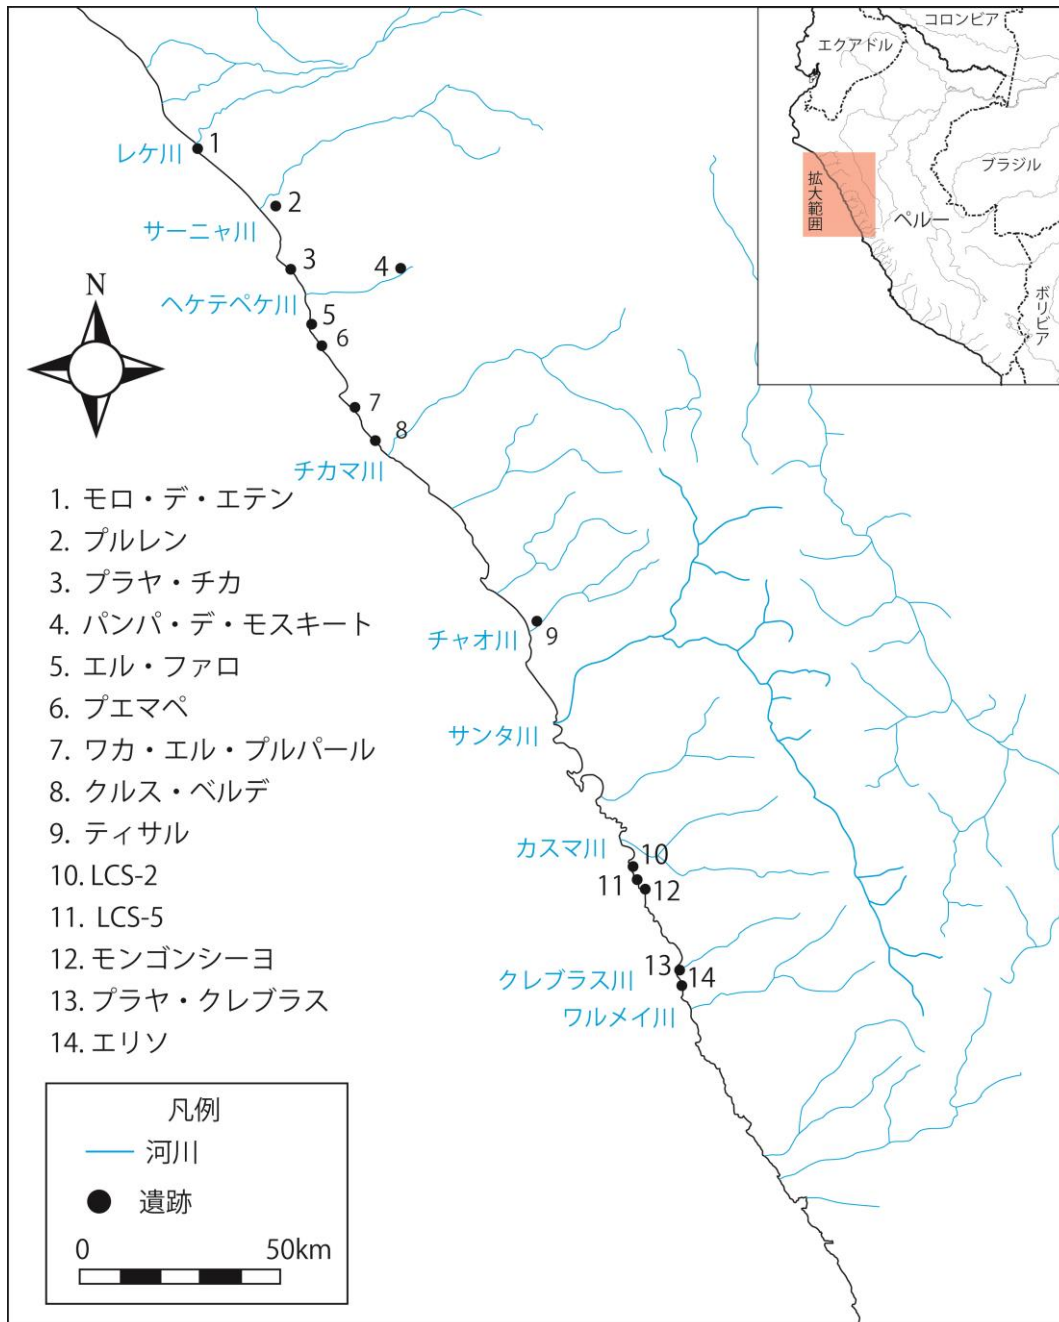 コロンビア
エクアドル
ブラジル
拡大範囲
ペルー
ボリビア
レケ川
1
2
サーニャ川
3
4
ヘケテペケ川
N
5
6
7
8
チカマ川
1. モロ・デ・エテン
2. プルレン
3. プラヤ・チカ
4. パンパ・デ・モスキート
5. エル・ファロ
6. プエマペ
7. ワカ・エル・プルパール
8. クルス・ベルデ
9. ティサル
10. LCS-2
11. LCS-5
12. モンゴンシーヨ
13. プラヤ・クレブラス
14. エリソ
チャオ川
9
サンタ川
カスマ川
10
11
12
13
クレブラス川
14
ワルメイ川
凡例
河川
遺跡
0 50km